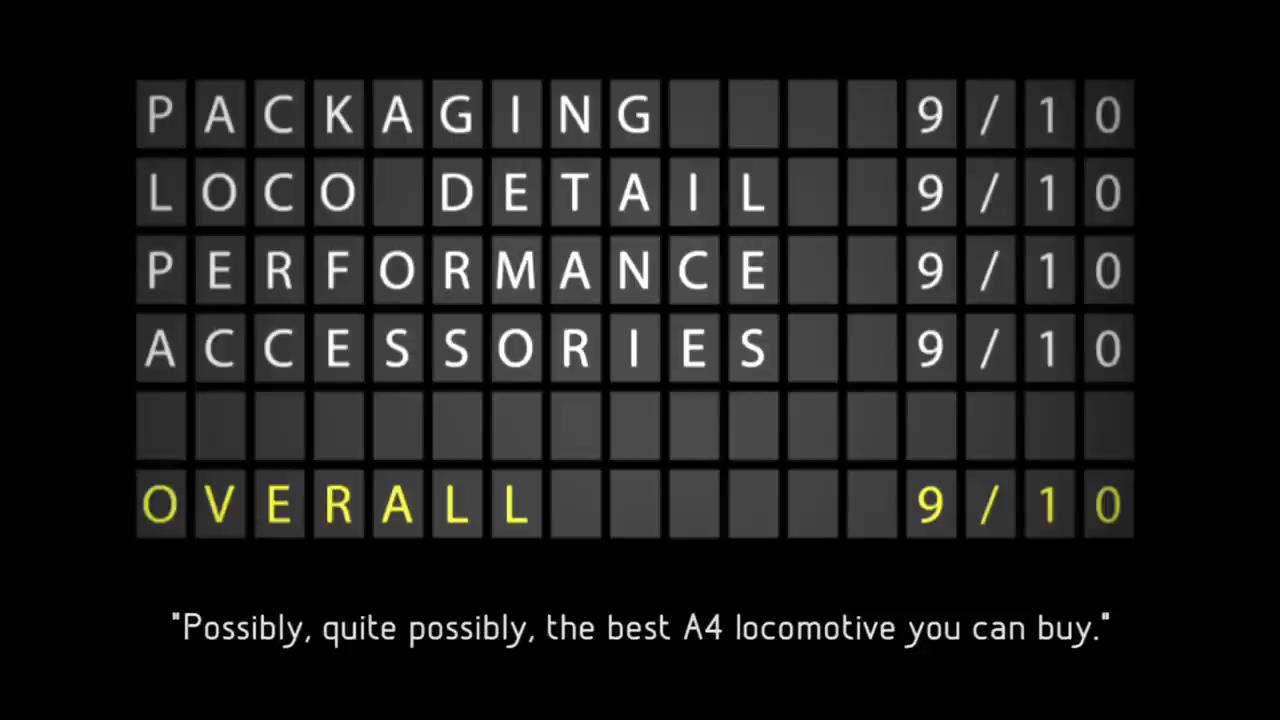 PACKAGING 9/10
LOCO DETAIL 9/10
PERFORMANCE 9/10
ACCESSORIES 9/10
OVERALL 9/10
"Possibly, quite possibly, the best A4 locomotive you can buy."